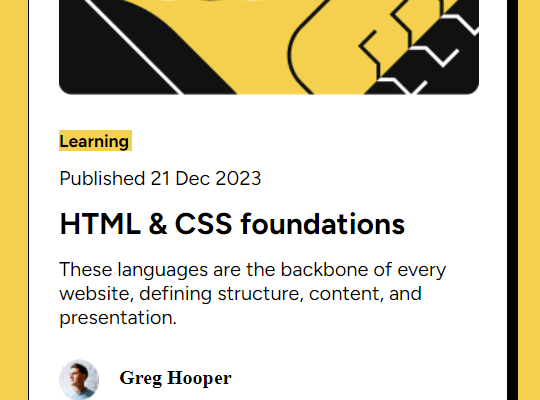 Learning
Published 21 Dec 2023
HTML & CSS foundations
These languages are the backbone of every
website, defining structure, content, and
presentation.
Greg Hooper